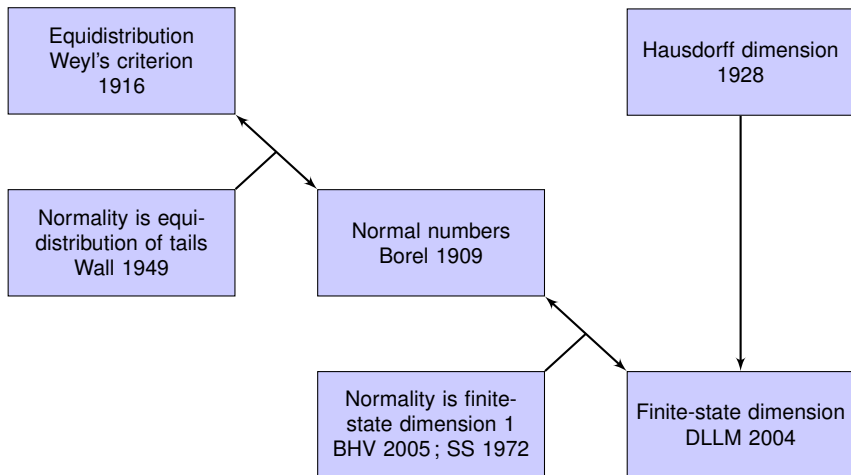 Equidistribution
Weyl's criterion
1916
Hausdorff dimension
1928
Normality is equi-
distribution of tails
Wall 1949
Normal numbers
Borel 1909
Normality is finite-
state dimension 1
BHV 2005 ; SS 1972
Finite-state dimension
DLLM 2004